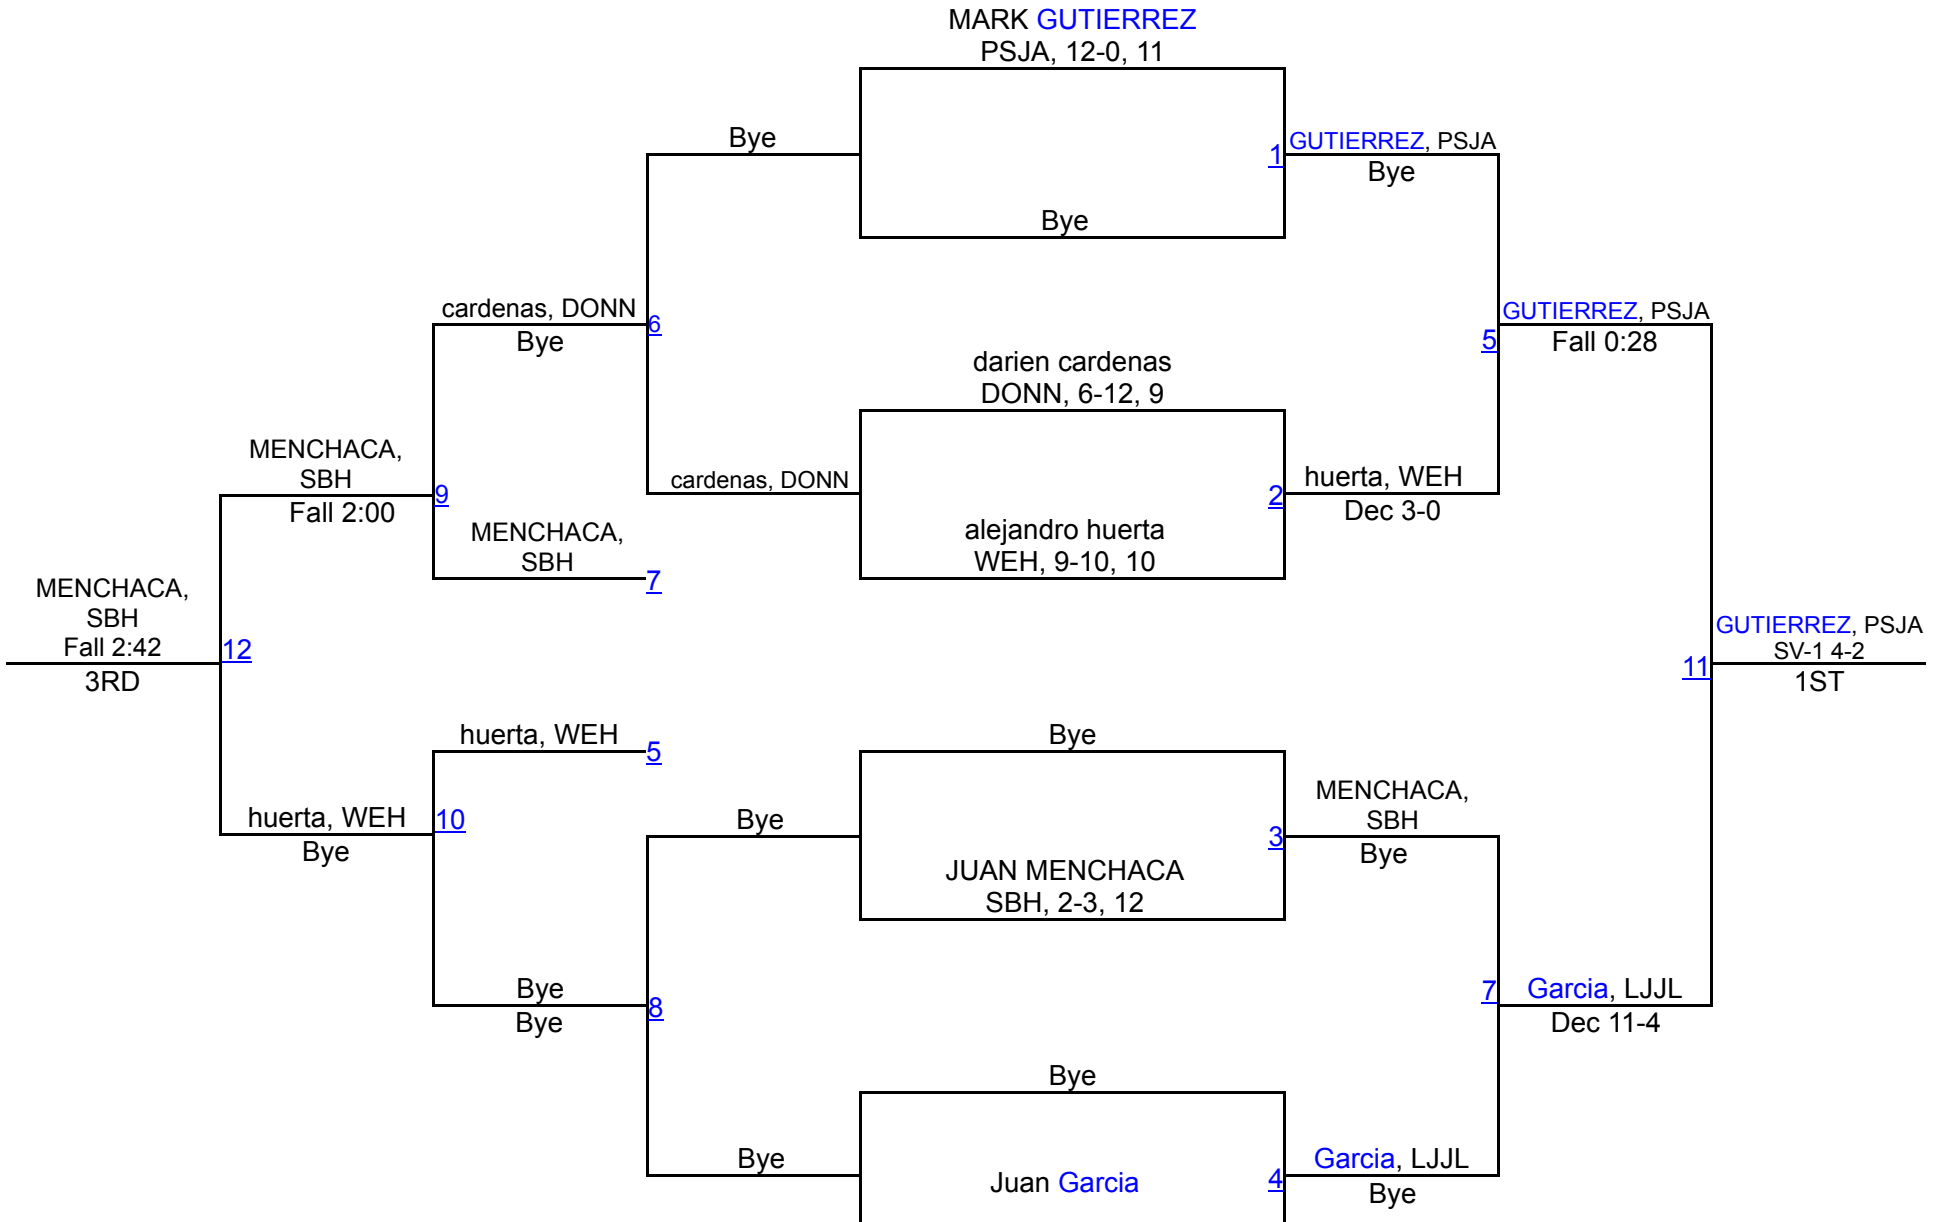 MARK GUTIERREZ
PSJA, 12-0, 11
Bye
1
GUTIERREZ, PSJA
Bye
Bye
cardenas, DONN
Bye
6
GUTIERREZ, PSJA
Fall 0:28
5
darien cardenas
DONN, 6-12, 9
MENCHACA,
SBH
Fall 2:00
9
cardenas, DONN
2
huerta, WEH
Dec 3-0
MENCHACA,
SBH
7
alejandro huerta
WEH, 9-10, 10
MENCHACA,
SBH
Fall 2:42
3RD
12
GUTIERREZ, PSJA
SV-1 4-2
1ST
11
huerta, WEH
5
Bye
huerta, WEH
Bye
10
Bye
3
MENCHACA,
SBH
Bye
JUAN MENCHACA
SBH, 2-3, 12
Bye
Bye
8
7
Garcia, LJJL
Dec 11-4
Bye
Bye
Juan Garcia
4
Garcia, LJJL
Bye